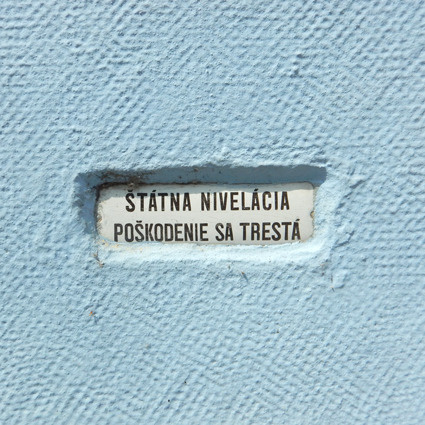 ŠTÁTNA NIVELÁCIA
POŠKODENIE SA TRESTÁ